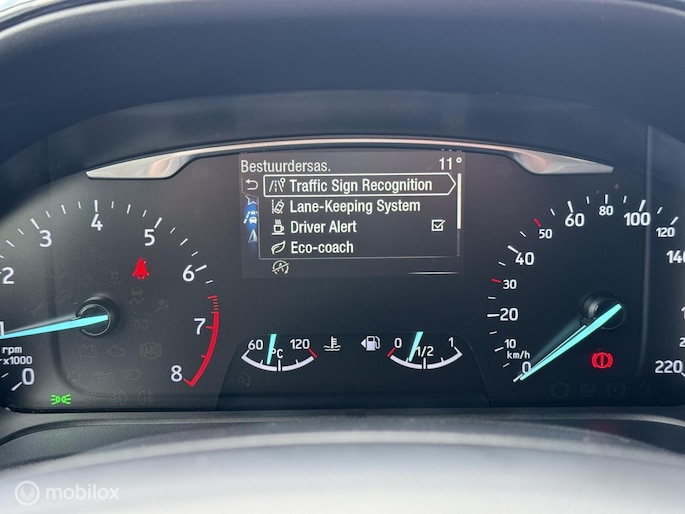 Bestuurdersas. 11°
Traffic Sign Recognition
Lane-Keeping System
Driver Alert
Eco-coach
0 1 2 3 4 5 6 7 8
rpm
x1000
60 °C 120
0 1/2 1
0 10 20 30 40 50 60 80 100 120 140 220
km/h
mobilox